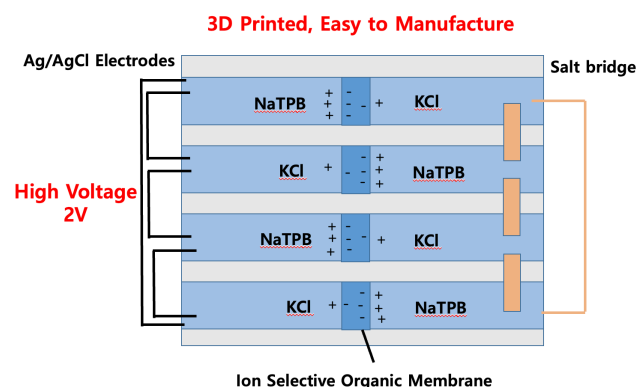 3D Printed, Easy to Manufacture
Ag/AgCl Electrodes
Salt bridge
NaTPB + + + - - - + KCl
KCl + - - - + + + NaTPB
High Voltage
2V
NaTPB + + + - - - + KCl
KCl + - - - + + + NaTPB
Ion Selective Organic Membrane